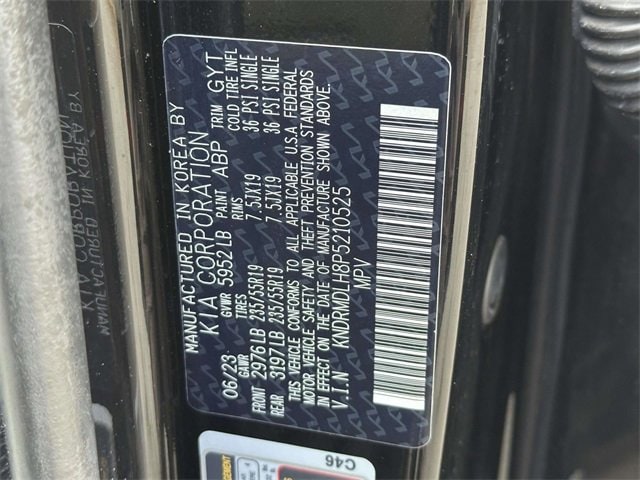 MANUFACTURED IN KOREA BY
KIA CORPORATION
06/23 GVWR 5952LB PAINT ABP TRIM GYT
GAWR TIRES RIMS COLD TIRE INFL
FRONT 2976LB 235/55R19 7.5JX19 36 PSI SINGLE
REAR 3197LB 235/55R19 7.5JX19 36 PSI SINGLE
THIS VEHICLE CONFORMS TO ALL APPLICABLE U.S.A FEDERAL
MOTOR VEHICLE SAFETY AND THEFT PREVENTION STANDARDS
IN EFFECT ON THE DATE OF MANUFACTURE SHOWN ABOVE.
V.I.N KNDRMDLH8P5210525
MPV
C46